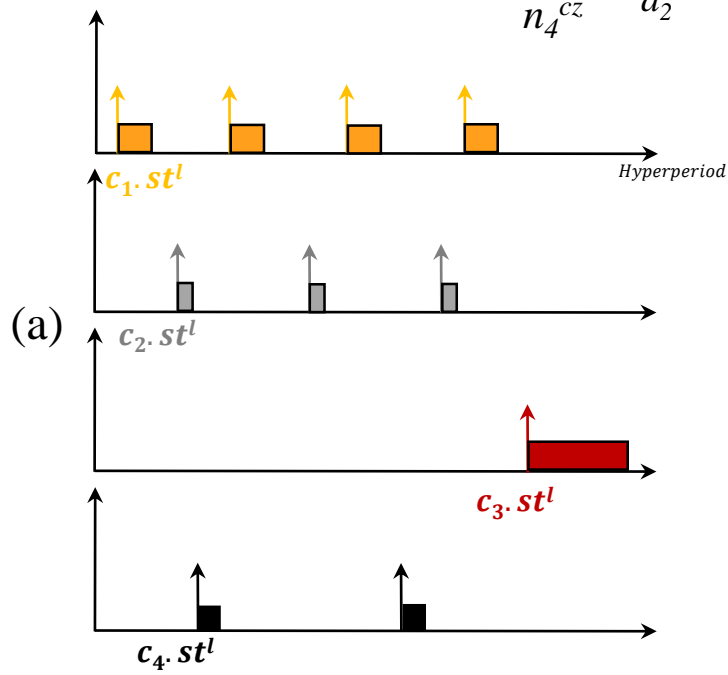 n₄ᶜᶻ d₂
c₁.stˡ
Hyperperiod
c₂.stˡ
(a)
c₃.stˡ
c₄.stˡ